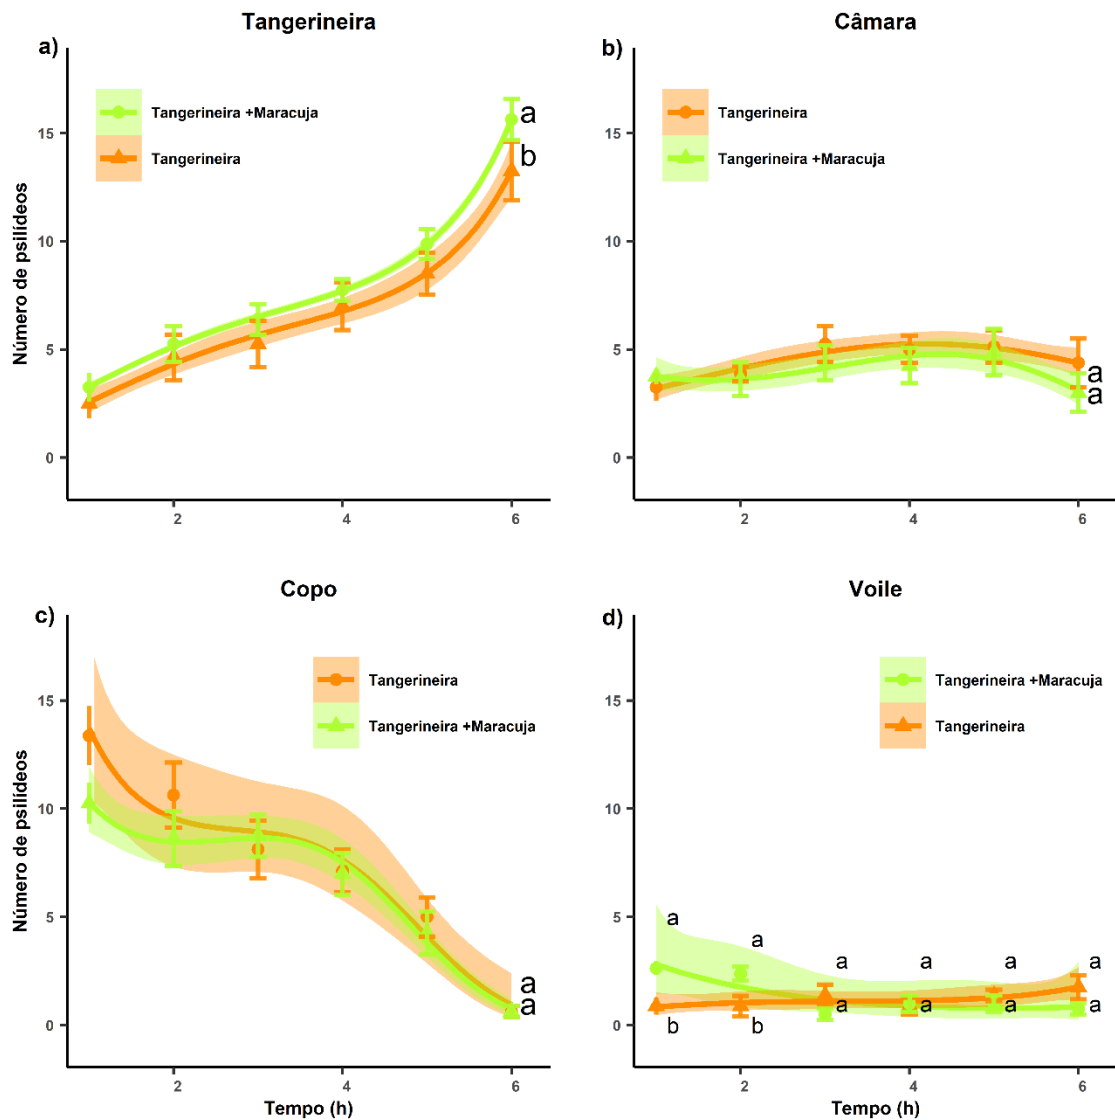 Tangerineira
a)
Tangerineira +Maracuja
Tangerineira
a
b
15
10
5
0
2
4
6
Número de psilídeos
Câmara
b)
Tangerineira
Tangerineira +Maracuja
a
a
15
10
5
0
2
4
6
Copo
c)
Tangerineira
Tangerineira +Maracuja
a
a
15
10
5
0
2
4
6
Número de psilídeos
Tempo (h)
Voile
d)
Tangerineira +Maracuja
Tangerineira
a
a
a
a
a
a
b
b
a
a
a
a
15
10
5
0
2
4
6
Tempo (h)